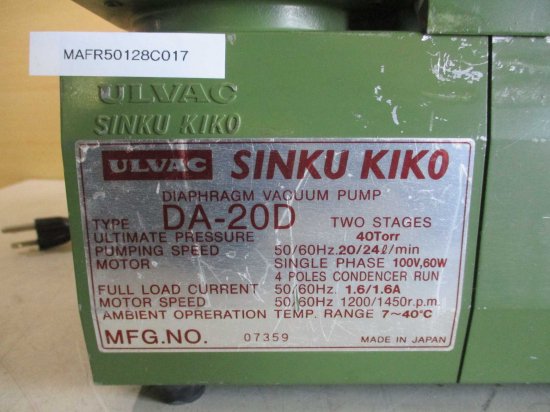 MAFR50128C017
ULVAC
SINKU KIKO
ULVAC SINKU KIKO
DIAPHRAGM VACUUM PUMP
TYPE DA-20D TWO STAGES
ULTIMATE PRESSURE 40Torr
PUMPING SPEED 50/60Hz 20/24ℓ/min
MOTOR SINGLE PHASE 100V,60W
4 POLES CONDENCER RUN
FULL LOAD CURRENT 50/60Hz 1.6/1.6A
MOTOR SPEED 50/60Hz 1200/1450r.p.m.
AMBIENT OPRERATION TEMP. RANGE 7~40℃
MFG.NO. 07359 MADE IN JAPAN